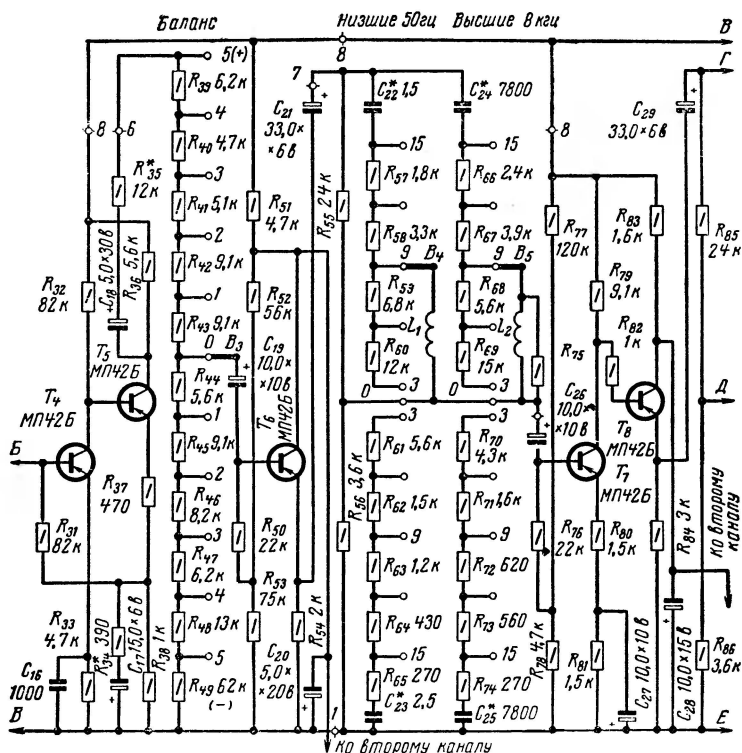 Баланс
Низшие 50гц Высшие 8 кгц
В
Г
5(+)
8
7
R39 6,2к
4
C21
33,0×
×6в
C*22 1,5
C*24 7800
C29
33,0×
×6в
8
6
R40 4,7к
15
15
8
R*35
12к
3
R57 1,8к
R66 2,4к
R41 5,1к
R51
4,7к
R55 24к
R77
120к
R83
1,6к
R85
24к
2
R58 3,3к
R67 3,9к
R32
82к
C18 5,0×30в
R36 5,6к
R42 9,1к
9
B4
9
B5
R79
9,1к
1
R52
56к
R59
6,8к
R68
5,6к
R43 9,1к
L1
L2
R82
1к
T5
МП42Б
0
B3
C19
10,0×
×10в
R60
12к
R69
15к
R75
T4
МП42Б
R44
5,6к
T6
МП42Б
0
3
0
3
C26
10,0×
×10в
Д
1
3
3
T8
МП42Б
Б
R45 9,1к
R61 5,6к
R70
4,3к
T7
МП42Б
2
R37
470
R46
8,2к
R56 3,6к
R62 1,5к
R71 1,6к
R31
82к
3
R50
22к
9
9
R76
22к
R80
1,5к
R84 3к
Ко второму
каналу
R47
6,2к
R63 1,2к
R72 620
R53
75к
R33
4,7к
4
R*34 390
C17 15,0×6в
R38 1к
R48 13к
R54 2к
R64 430
R73 560
R78 4,7к
C16
1000
5
C20
5,0×
×20в
15
15
R81
1,5к
C27 10,0×10в
C28 10,0×15в
R86
3,6к
R49 62к
(−)
R65 270
R74 270
C*23 2,5
C*25 7800
В
1
Е
Ко второму каналу